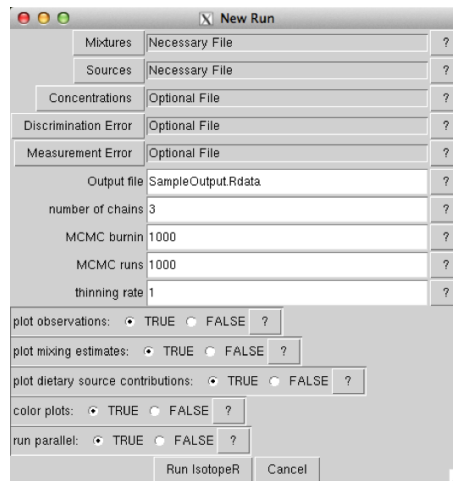 New Run
Mixtures Necessary File ?
Sources Necessary File ?
Concentrations Optional File ?
Discrimination Error Optional File ?
Measurement Error Optional File ?
Output file SampleOutput.Rdata ?
number of chains 3 ?
MCMC burnin 1000 ?
MCMC runs 1000 ?
thinning rate 1 ?
plot observations: TRUE FALSE ?
plot mixing estimates: TRUE FALSE ?
plot dietary source contributions: TRUE FALSE ?
color plots: TRUE FALSE ?
run parallel: TRUE FALSE ?
Run IsotopeR Cancel